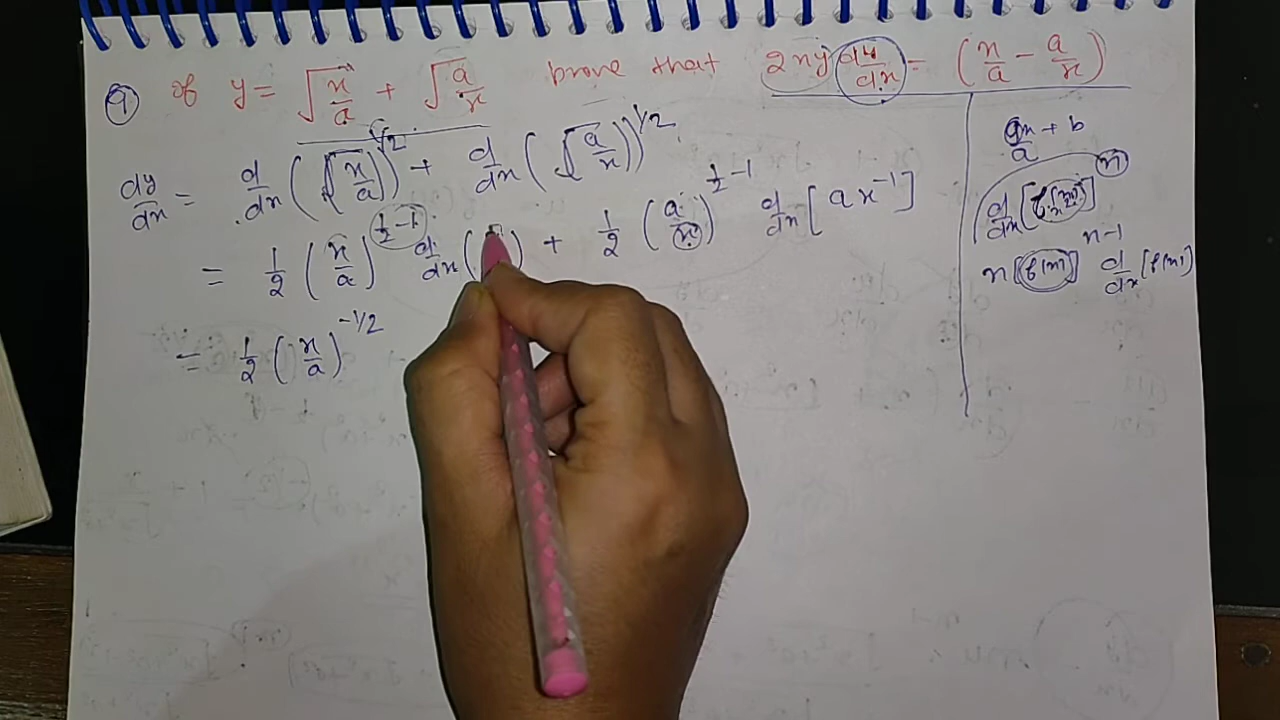 9 If y = √(x/a) + √(a/x) prove that 2xy dy/dx = (x/a - a/x)
dy/dx = d/dx (√(x/a))^1/2 + d/dx (√(a/x))^1/2
= 1/2 (x/a)^(1/2 - 1) d/dx ( ) + 1/2 (a/x)^(1/2 - 1) d/dx [ax^-1]
= 1/2 (x/a)^-1/2
x + b
a
d/dx [f(x)]^n
n[f(x)]^n-1 d/dx [f(x)]